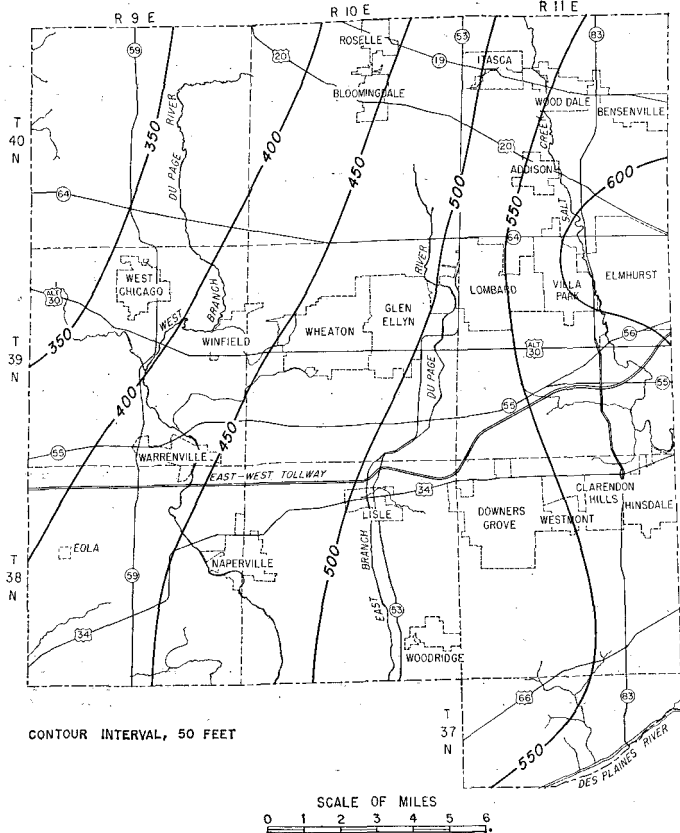 R 9 E
R 10 E
R 11 E
59
20
ROSELLE
19
53
ITASCA
83
BLOOMINGDALE
WOOD DALE
BENSENVILLE
T
40
N
350
DU PAGE RIVER
400
450
CREEK
20
ADDISON
600
500
550
SALT
64
64
WEST
CHICAGO
ALT
30
WEST
BRANCH
WINFIELD
WHEATON
GLEN
ELLYN
RIVER
LOMBARD
VILLA
PARK
ELMHURST
T
39
N
350
400
DU PAGE
ALT
30
56
55
55
450
55
WARRENVILLE
EAST-WEST TOLLWAY
34
LISLE
DOWNERS
GROVE
WESTMONT
CLARENDON
HILLS
HINSDALE
T
38
N
EOLA
59
NAPERVILLE
500
BRANCH
EAST
53
34
WOODRIDGE
66
83
T
37
N
550
DES PLAINES RIVER
CONTOUR INTERVAL, 50 FEET
SCALE OF MILES
0 1 2 3 4 5 6